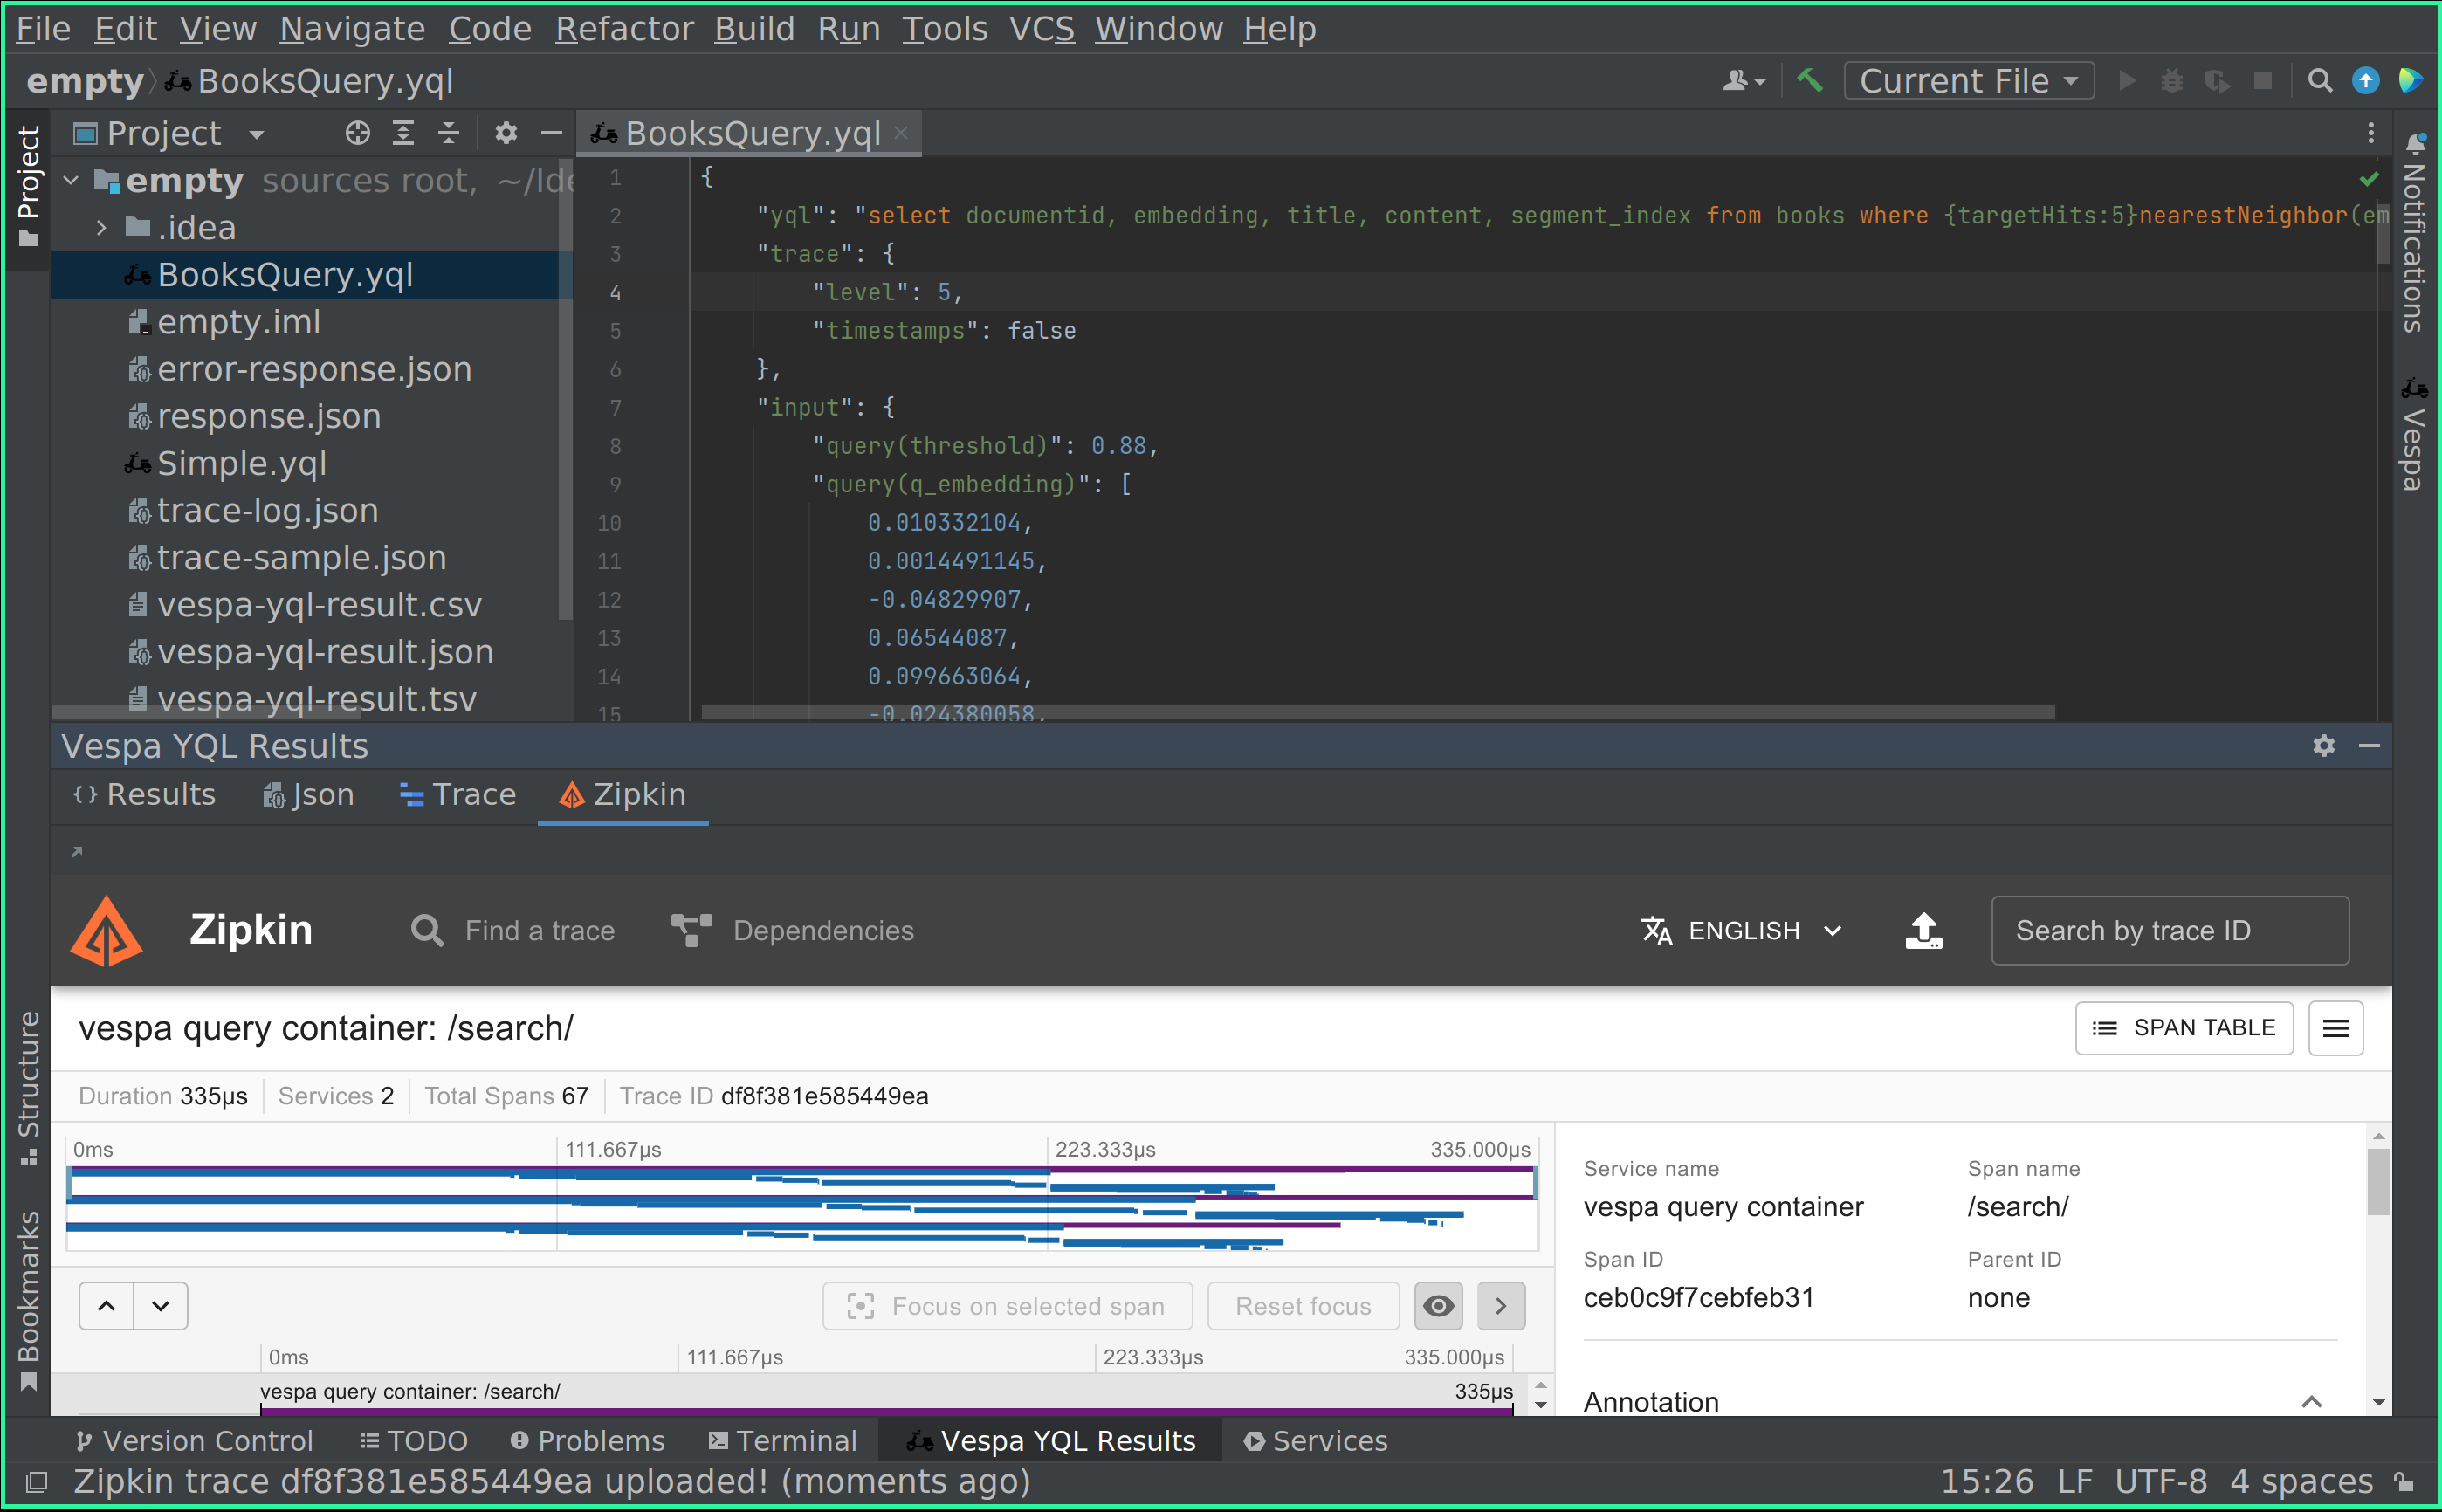 File Edit View Navigate Code Refactor Build Run Tools VCS Window Help
empty BooksQuery.yql Current File
Project
Project
BooksQuery.yql
empty sources root, ~/Ide
.idea
BooksQuery.yql
empty.iml
error-response.json
response.json
Simple.yql
trace-log.json
trace-sample.json
vespa-yql-result.csv
vespa-yql-result.json
vespa-yql-result.tsv
1 {
2 "yql": "select documentid, embedding, title, content, segment_index from books where {targetHits:5}nearestNeighbor(em
3 "trace": {
4 "level": 5,
5 "timestamps": false
6 },
7 "input": {
8 "query(threshold)": 0.88,
9 "query(q_embedding)": [
10 0.010332104,
11 0.0014491145,
12 -0.04829907,
13 0.06544087,
14 0.099663064,
15 -0.024380058,
Notifications
Vespa
Vespa YQL Results
Results Json Trace Zipkin
Zipkin Find a trace Dependencies ENGLISH Search by trace ID
vespa query container: /search/ SPAN TABLE
Duration 335μs Services 2 Total Spans 67 Trace ID df8f381e585449ea
0ms 111.667μs 223.333μs 335.000μs
Focus on selected span Reset focus
0ms 111.667μs 223.333μs 335.000μs
vespa query container: /search/ 335μs
Service name Span name
vespa query container /search/
Span ID Parent ID
ceb0c9f7cebfeb31 none
Annotation
Structure
Bookmarks
Version Control TODO Problems Terminal Vespa YQL Results Services
Zipkin trace df8f381e585449ea uploaded! (moments ago) 15:26 LF UTF-8 4 spaces